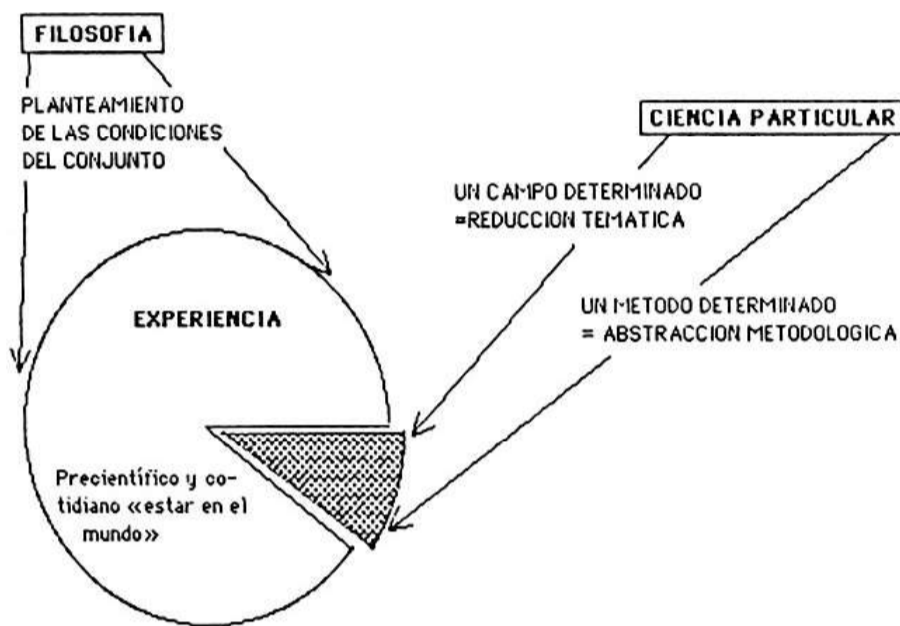 FILOSOFIA
PLANTEAMIENTO
DE LAS CONDICIONES
DEL CONJUNTO
CIENCIA PARTICULAR
UN CAMPO DETERMINADO
=REDUCCION TEMATICA
UN METODO DETERMINADO
= ABSTRACCION METODOLOGICA
EXPERIENCIA
Precientífico y co-
tidiano «estar en el
mundo»